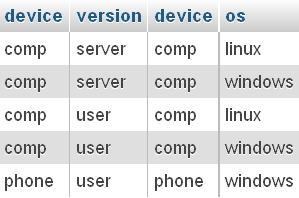 device version device os
comp server comp linux
comp server comp windows
comp user comp linux
comp user comp windows
phone user phone windows